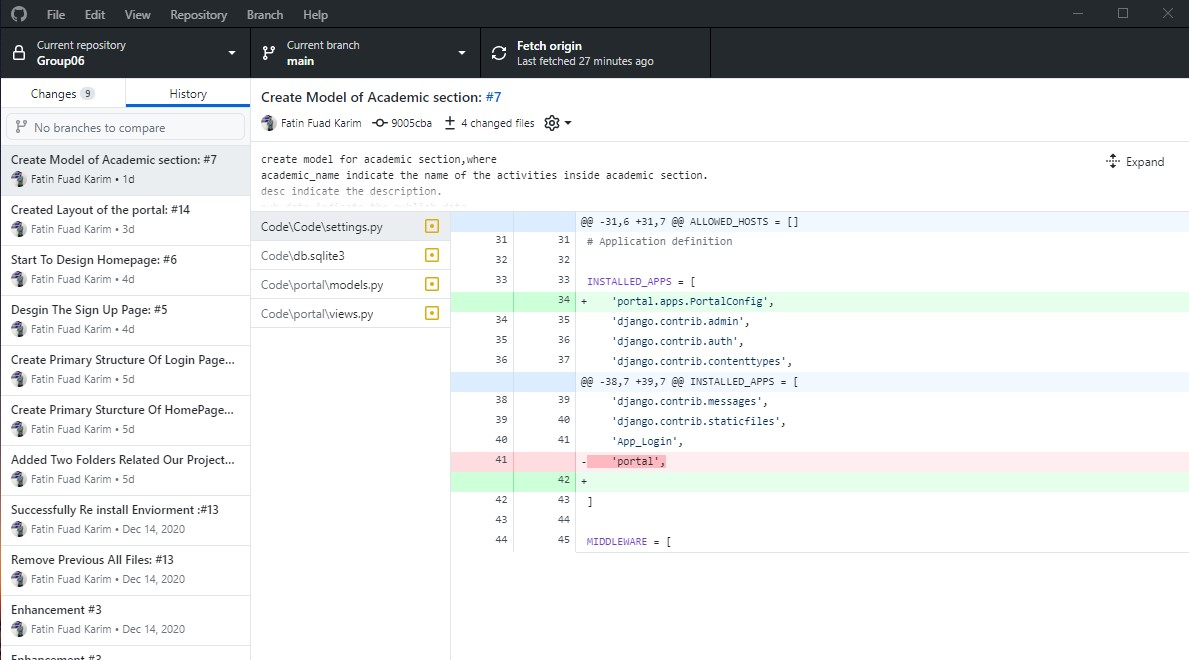 File Edit View Repository Branch Help
Current repository
Group06
Current branch
main
Fetch origin
Last fetched 27 minutes ago
Changes 9
History
No branches to compare
Create Model of Academic section: #7
Fatin Fuad Karim • 1d
Created Layout of the portal: #14
Fatin Fuad Karim • 3d
Start To Design Homepage: #6
Fatin Fuad Karim • 4d
Desgin The Sign Up Page: #5
Fatin Fuad Karim • 4d
Create Primary Structure Of Login Page...
Fatin Fuad Karim • 5d
Create Primary Sturcture Of HomePage...
Fatin Fuad Karim • 5d
Added Two Folders Related Our Project...
Fatin Fuad Karim • 5d
Successfully Re install Enviorment :#13
Fatin Fuad Karim • Dec 14, 2020
Remove Previous All Files: #13
Fatin Fuad Karim • Dec 14, 2020
Enhancement #3
Fatin Fuad Karim • Dec 14, 2020
Enhancement #3
Create Model of Academic section: #7
Fatin Fuad Karim 9005cba 4 changed files
create model for academic section,where
academic_name indicate the name of the activities inside academic section.
desc indicate the description.
Expand
Code\Code\settings.py
Code\db.sqlite3
Code\portal\models.py
Code\portal\views.py
@@ -31,6 +31,7 @@ ALLOWED_HOSTS = []
31 31 # Application definition
32 32
33 33 INSTALLED_APPS = [
34 + 'portal.apps.PortalConfig',
34 35 'django.contrib.admin',
35 36 'django.contrib.auth',
36 37 'django.contrib.contenttypes',
@@ -38,7 +39,7 @@ INSTALLED_APPS = [
38 39 'django.contrib.messages',
39 40 'django.contrib.staticfiles',
40 41 'App_Login',
41 - 'portal',
42 +
42 43 ]
43 44
44 45 MIDDLEWARE = [